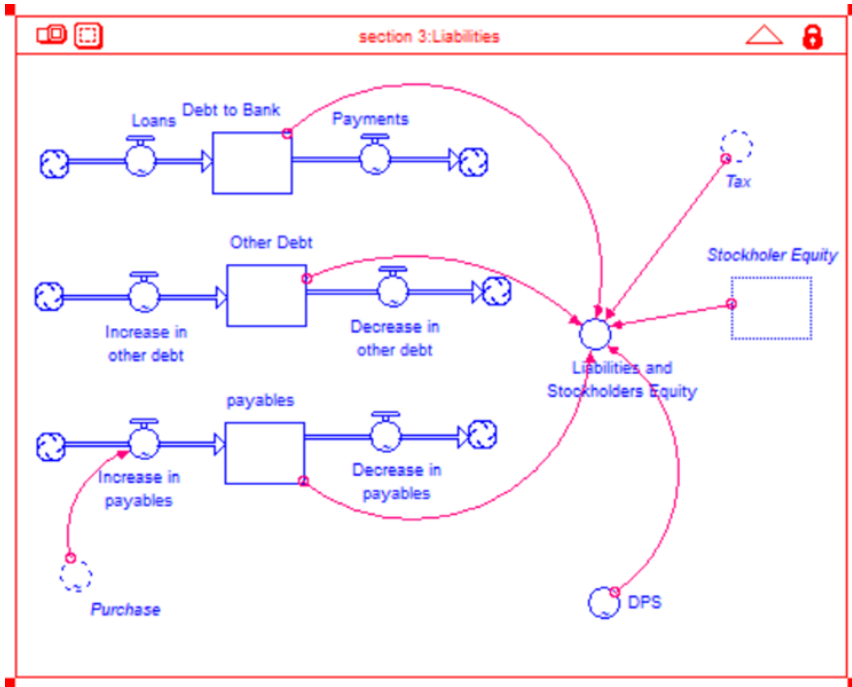 section 3:Liabilities
Debt to Bank
Loans
Payments
Tax
Other Debt
Stockholer Equity
Increase in
other debt
Decrease in
other debt
Liabilities and
Stockholders Equity
payables
Increase in
payables
Decrease in
payables
Purchase
DPS